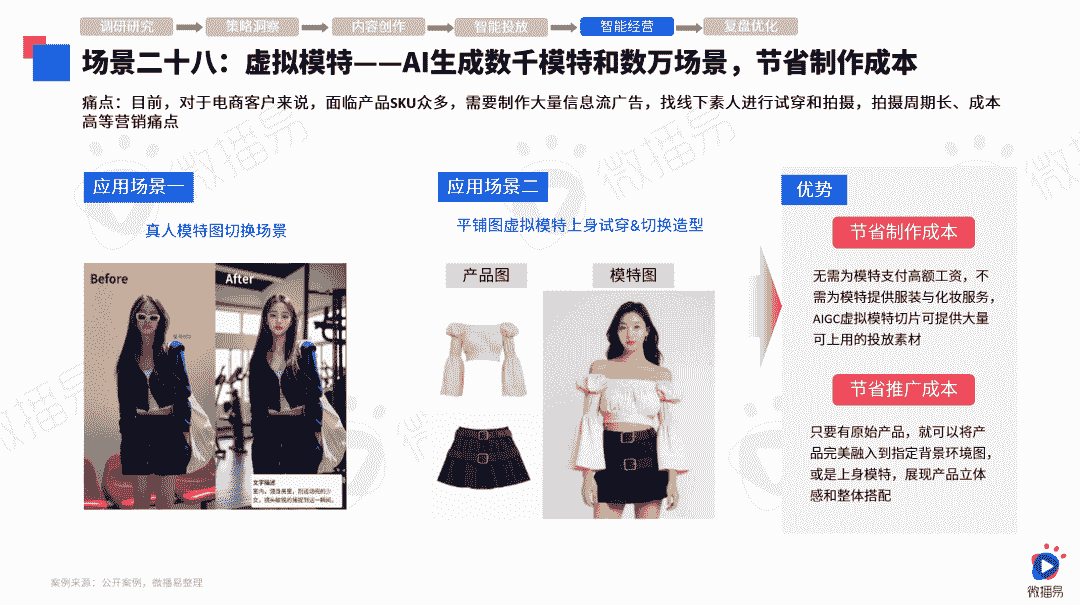 调研研究
策略洞察
内容创作
智能投放
智能经营
复盘优化
场景二十八：虚拟模特——AI生成数千模特和数万场景，节省制作成本
痛点：目前，对于电商客户来说，面临产品SKU众多，需要制作大量信息流广告，找线下素人进行试穿和拍摄，拍摄周期长、成本
高等营销痛点
应用场景一
真人模特图切换场景
Before
After
文字描述
应用场景二
平铺图虚拟模特上身试穿&切换造型
产品图
模特图
优势
节省制作成本
无需为模特支付高额工资，不
需为模特提供服装与化妆服务，
AIGC虚拟模特切片可提供大量
可上用的投放素材
节省推广成本
只要有原始产品，就可以将产
品完美融入到指定背景环境图，
或是上身模特，展现产品立体
感和整体搭配
案例来源：公开案例，微播易整理
微播易